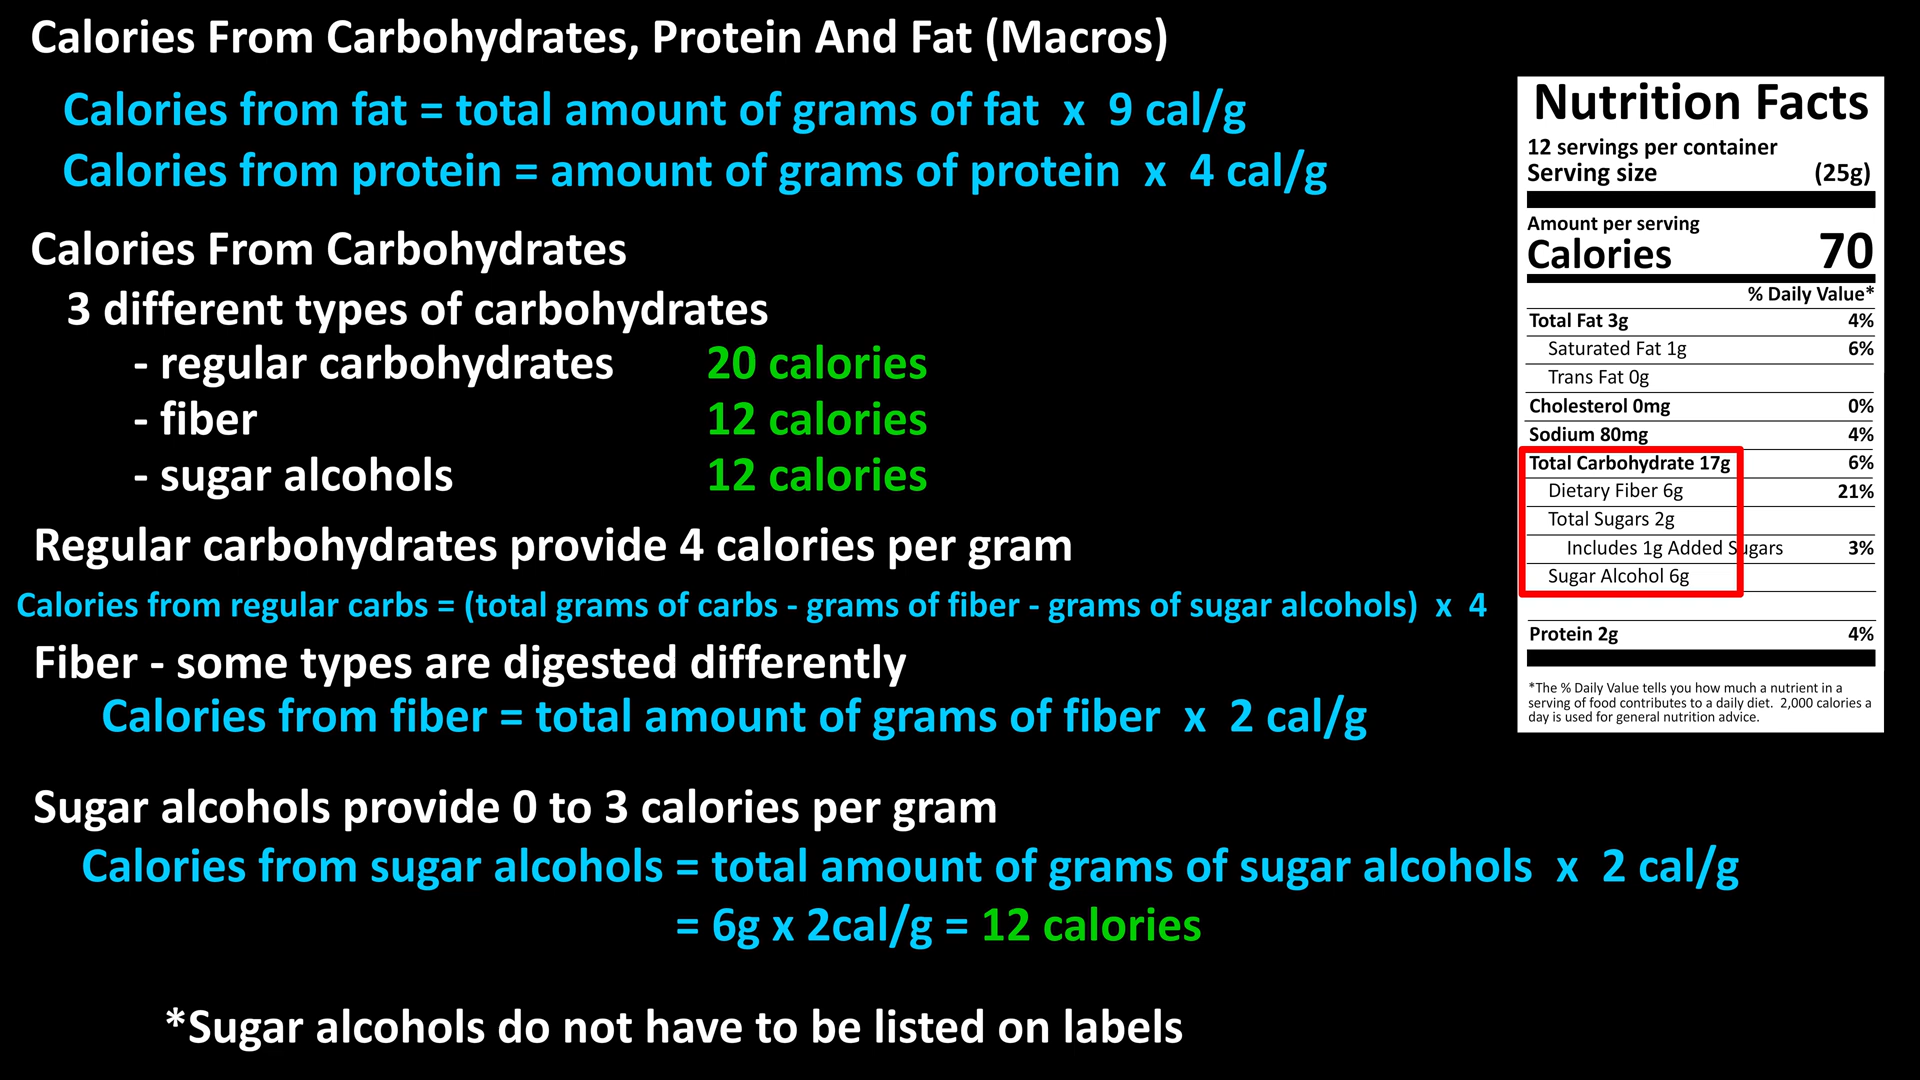 Calories From Carbohydrates, Protein And Fat (Macros)
Calories from fat = total amount of grams of fat x 9 cal/g
Calories from protein = amount of grams of protein x 4 cal/g
Calories From Carbohydrates
3 different types of carbohydrates
- regular carbohydrates 20 calories
- fiber 12 calories
- sugar alcohols 12 calories
Regular carbohydrates provide 4 calories per gram
Calories from regular carbs = (total grams of carbs - grams of fiber - grams of sugar alcohols) x 4
Fiber - some types are digested differently
Calories from fiber = total amount of grams of fiber x 2 cal/g
Sugar alcohols provide 0 to 3 calories per gram
Calories from sugar alcohols = total amount of grams of sugar alcohols x 2 cal/g
= 6g x 2cal/g = 12 calories
*Sugar alcohols do not have to be listed on labels
Nutrition Facts
12 servings per container
Serving size (25g)
Amount per serving
Calories 70
% Daily Value*
Total Fat 3g 4%
Saturated Fat 1g 6%
Trans Fat 0g
Cholesterol 0mg 0%
Sodium 80mg 4%
Total Carbohydrate 17g 6%
Dietary Fiber 6g 21%
Total Sugars 2g
Includes 1g Added Sugars 3%
Sugar Alcohol 6g
Protein 2g 4%
*The % Daily Value tells you how much a nutrient in a
serving of food contributes to a daily diet. 2,000 calories a
day is used for general nutrition advice.